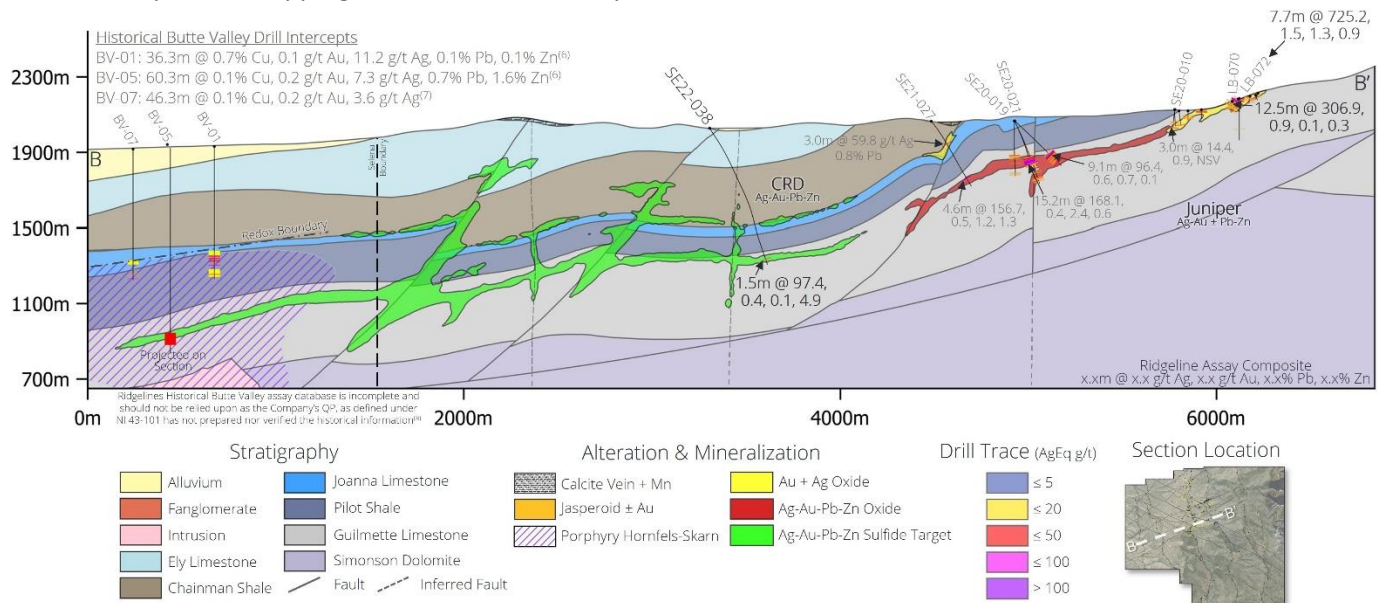 Historical Butte Valley Drill Intercepts
BV-01: 36.3m @ 0.7% Cu, 0.1 g/t Au, 11.2 g/t Ag, 0.1% Pb, 0.1% Zn(6)
BV-05: 60.3m @ 0.1% Cu, 0.2 g/t Au, 7.3 g/t Ag, 0.7% Pb, 1.6% Zn(6)
BV-07: 46.3m @ 0.1% Cu, 0.2 g/t Au, 3.6 g/t Ag(7)
7.7m @ 725.2,
1.5, 1.3, 0.9
2300m
1900m
1500m
1100m
700m
BV-07
BV-05
BV-01
SE22-038
SE21-027
SE20-019
SE20-021
SE20-010
LB-070
LB-072
B
B'
Selena
Boundary
3.0m @ 59.8 g/t Ag
0.8% Pb
12.5m @ 306.9,
0.9, 0.1, 0.3
3.0m @ 14.4,
0.9, NSV
9.1m @ 96.4,
0.6, 0.7, 0.1
15.2m @ 168.1,
0.4, 2.4, 0.6
4.6m @ 156.7,
0.5, 1.2, 1.3
CRD
Ag-Au-Pb-Zn
Juniper
Ag-Au ± Pb-Zn
Redox Boundary
1.5m @ 97.4,
0.4, 0.1, 4.9
Projected on
Section
Ridgeline Assay Composite
x.xm @ x.x g/t Ag, x.x g/t Au, x.x% Pb, x.x% Zn
0m
2000m
4000m
6000m
Ridgelines Historical Butte Valley assay database is incomplete and
should not be relied upon as the Company's QP, as defined under
NI 43-101 has not prepared nor verified the historical information
Stratigraphy
Alluvium
Fanglomerate
Intrusion
Ely Limestone
Chainman Shale
Joanna Limestone
Pilot Shale
Guilmette Limestone
Simonson Dolomite
Fault
Inferred Fault
Alteration & Mineralization
Calcite Vein + Mn
Jasperoid ± Au
Porphyry Hornfels-Skarn
Au + Ag Oxide
Ag-Au-Pb-Zn Oxide
Ag-Au-Pb-Zn Sulfide Target
Drill Trace (AgEq g/t)
≤ 5
≤ 20
≤ 50
≤ 100
> 100
Section Location
B
B'